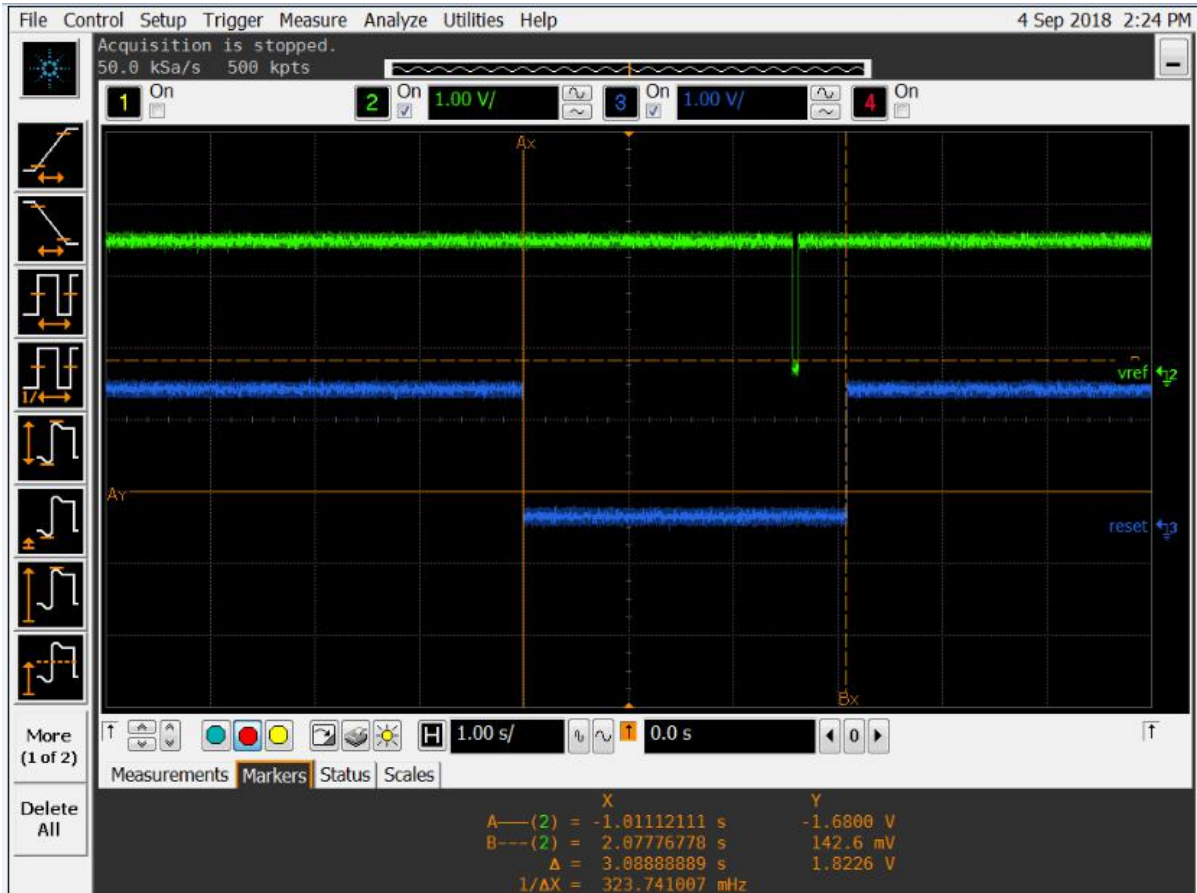 File Control Setup Trigger Measure Analyze Utilities Help 4 Sep 2018 2:24 PM
Acquisition is stopped.
50.0 kSa/s 500 kpts
1 On 2 On 1.00 V/ 3 On 1.00 V/ 4 On
Ax
vref 2
Ay
reset 3
Bx
1/
More
(1 of 2)
Delete
All
H 1.00 s/ 0.0 s 0
Measurements Markers Status Scales
X Y
A——(2) = -1.01112111 s -1.6800 V
B---(2) = 2.07776778 s 142.6 mV
Δ = 3.08888889 s 1.8226 V
1/ΔX = 323.741007 mHz